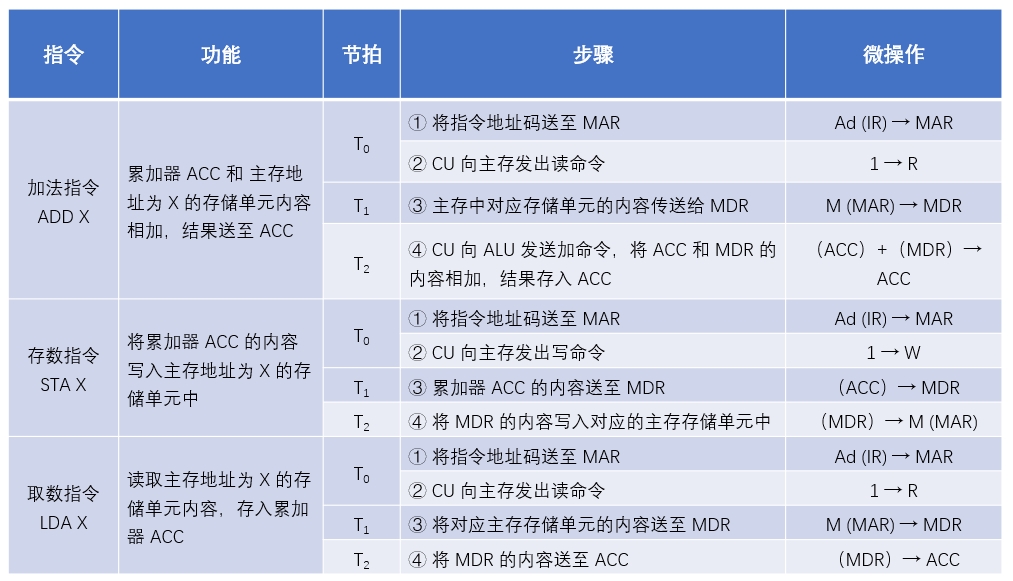 指令 功能 节拍 步骤 微操作
加法指令
ADD X
累加器 ACC 和 主存地
址为 X 的存储单元内容
相加，结果送至 ACC
T0
① 将指令地址码送至 MAR
Ad (IR) → MAR
② CU 向主存发出读命令
1 → R
T1
③ 主存中对应存储单元的内容传送给 MDR
M (MAR) → MDR
T2
④ CU 向 ALU 发送加命令，将 ACC 和 MDR 的
内容相加，结果存入 ACC
（ACC）+（MDR）→
ACC
存数指令
STA X
将累加器 ACC 的内容
写入主存地址为 X 的存
储单元中
T0
① 将指令地址码送至 MAR
Ad (IR) → MAR
② CU 向主存发出写命令
1 → W
T1
③ 累加器 ACC 的内容送至 MDR
（ACC）→ MDR
T2
④ 将 MDR 的内容写入对应的主存存储单元中
（MDR）→ M (MAR)
取数指令
LDA X
读取主存地址为 X 的存
储单元内容，存入累加
器 ACC
T0
① 将指令地址码送至 MAR
Ad (IR) → MAR
② CU 向主存发出读命令
1 → R
T1
③ 将对应主存存储单元的内容送至 MDR
M (MAR) → MDR
T2
④ 将 MDR 的内容送至 ACC
（MDR）→ ACC